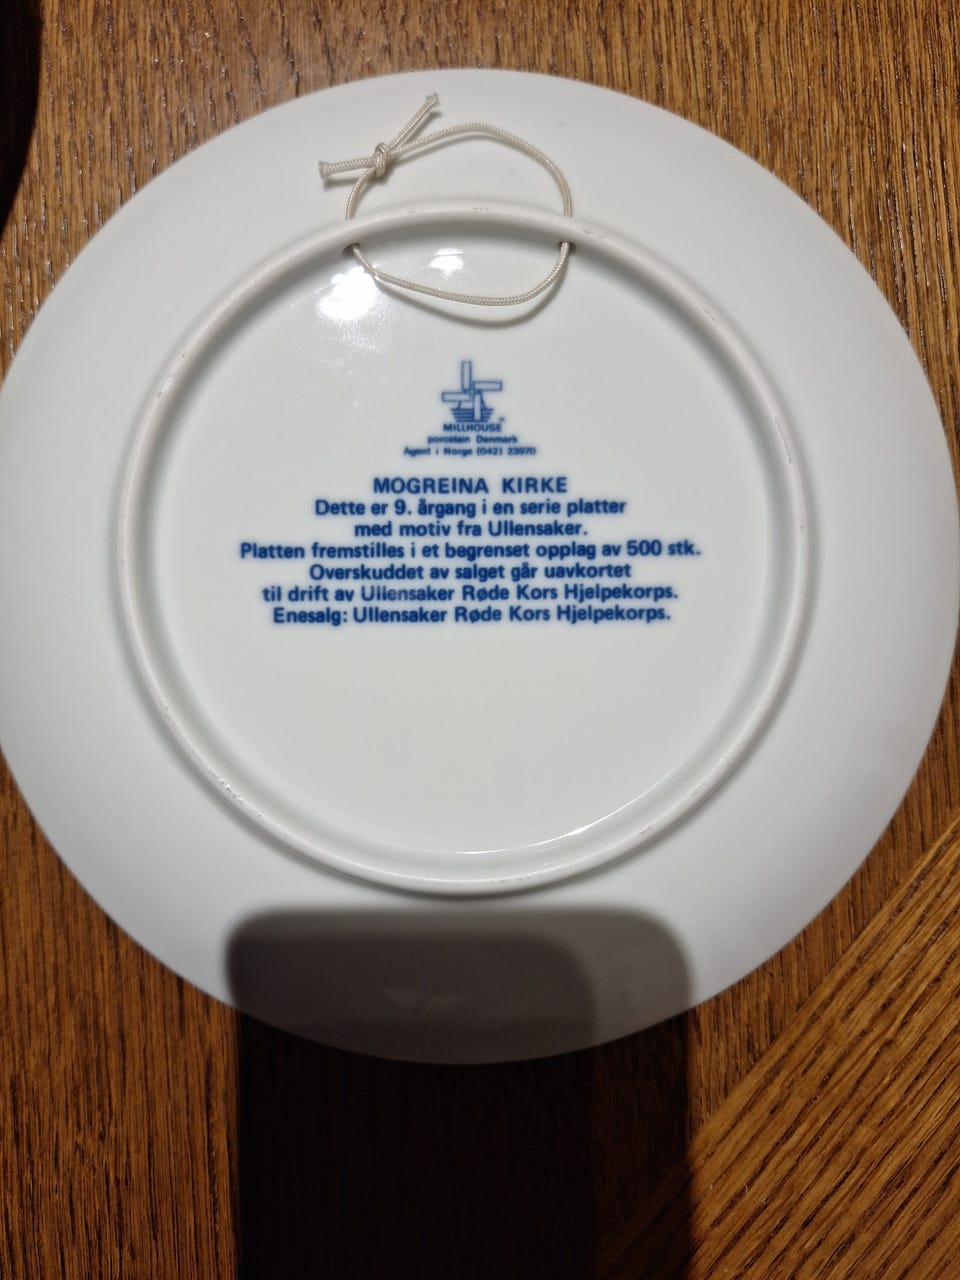 MILLHOUSE
porcelain Denmark
Agent i Norge (042) 23970
MOGREINA KIRKE
Dette er 9. årgang i en serie platter
med motiv fra Ullensaker.
Platten fremstilles i et begrenset opplag av 500 stk.
Overskuddet av salget går uavkortet
til drift av Ullensaker Røde Kors Hjelpekorps.
Enesalg: Ullensaker Røde Kors Hjelpekorps.